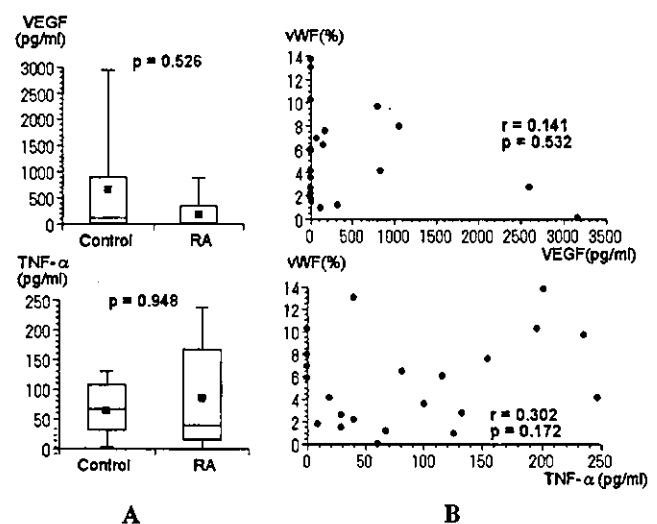 VEGF
(pg/ml)
p = 0.526
3000
2500
2000
1500
1000
500
0
Control RA
vWF(%)
14
12
10
8
6
4
2
0
r = 0.141
p = 0.532
0 500 1000 1500 2000 2500 3000 3500
VEGF(pg/ml)
TNF-α
(pg/ml)
p = 0.948
250
200
150
100
50
0
Control RA
vWF(%)
14
12
10
8
6
4
2
0
r = 0.302
p = 0.172
0 50 100 150 200 250
TNF-α (pg/ml)
A B